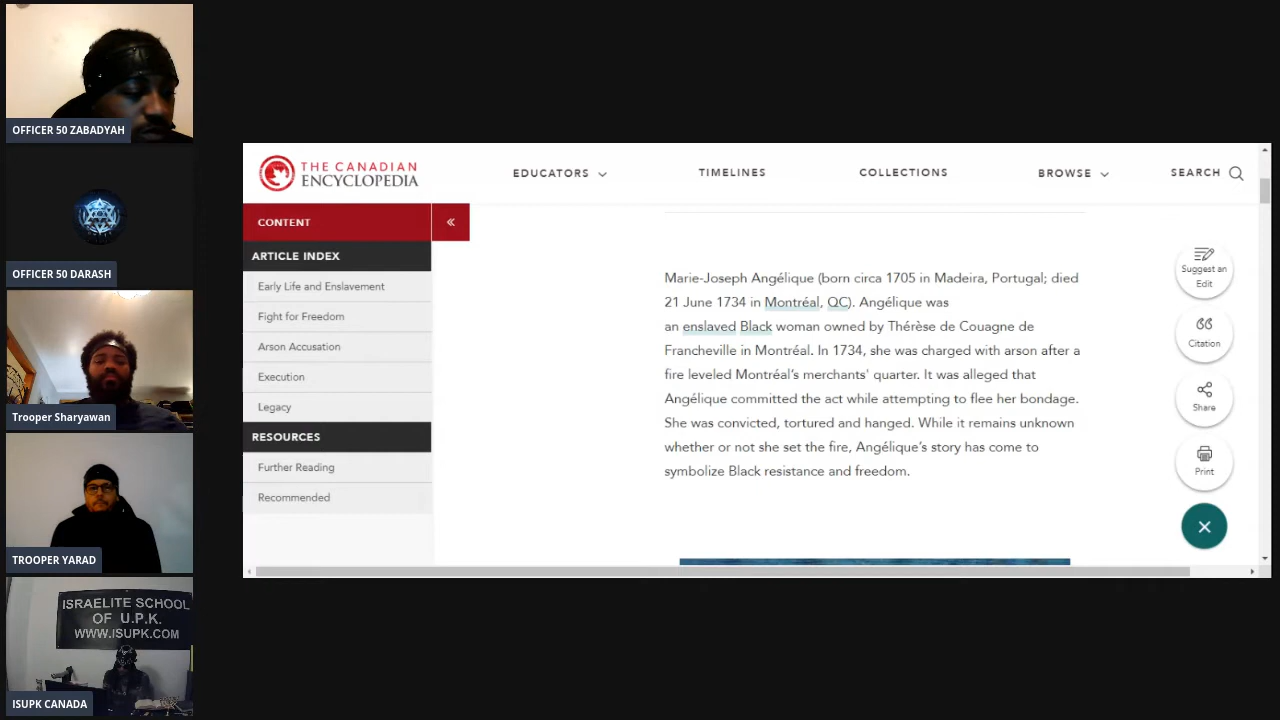 OFFICER 50 ZABADYAH
OFFICER 50 DARASH
Trooper Sharyawan
TROOPER YARAD
ISRAELITE SCHOOL
OF U.P.K.
WWW.ISUPK.COM
ISUPK CANADA
THE CANADIAN
ENCYCLOPEDIA
EDUCATORS
TIMELINES
COLLECTIONS
BROWSE
SEARCH
CONTENT
«
ARTICLE INDEX
Early Life and Enslavement
Fight for Freedom
Arson Accusation
Execution
Legacy
RESOURCES
Further Reading
Recommended
Marie-Joseph Angélique (born circa 1705 in Madeira, Portugal; died
21 June 1734 in Montréal, QC). Angélique was
an enslaved Black woman owned by Thérèse de Couagne de
Francheville in Montréal. In 1734, she was charged with arson after a
fire leveled Montréal's merchants' quarter. It was alleged that
Angélique committed the act while attempting to flee her bondage.
She was convicted, tortured and hanged. While it remains unknown
whether or not she set the fire, Angélique's story has come to
symbolize Black resistance and freedom.
Suggest an
Edit
Citation
Share
Print